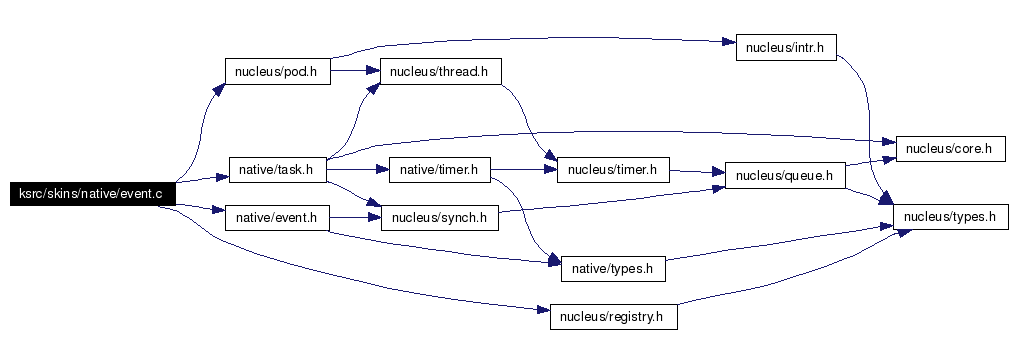 nucleus/intr.h
nucleus/pod.h
nucleus/thread.h
nucleus/core.h
native/task.h
native/timer.h
nucleus/timer.h
nucleus/queue.h
ksrc/skins/native/event.c
native/event.h
nucleus/synch.h
nucleus/types.h
native/types.h
nucleus/registry.h